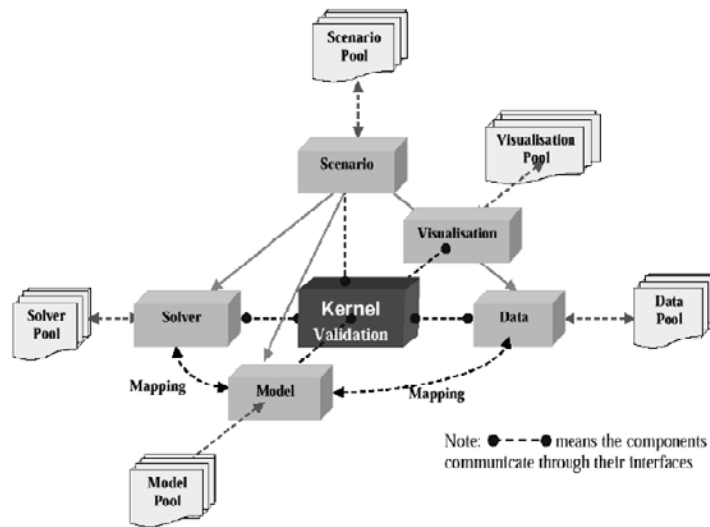 Scenario
Pool
Visualisation
Pool
Scenario
Visualisation
Solver
Pool
Solver
Kernel
Validation
Data
Data
Pool
Mapping
Model
Mapping
Note: means the components
communicate through their interfaces
Model
Pool